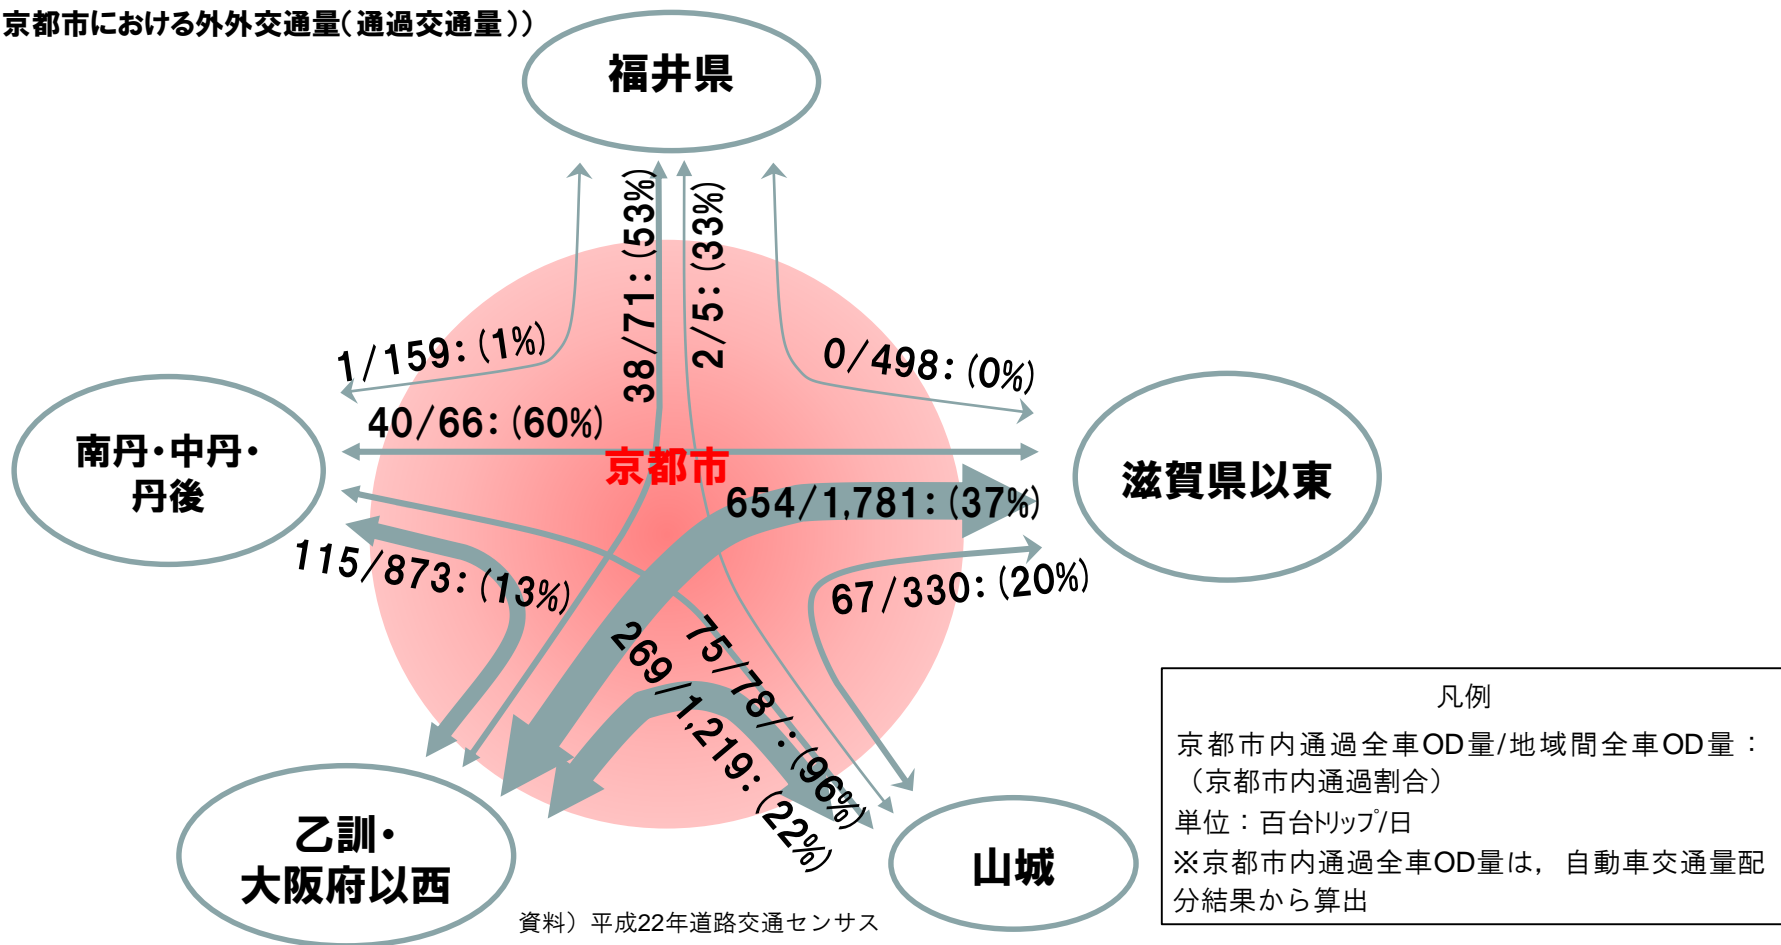 京都市における外外交通量(通過交通量))
福井県
38/71:(53%)
2/5:(33%)
1/159:(1%)
0/498:(0%)
40/66:(60%)
南丹・中丹・
丹後
京都市
654/1,781:(37%)
滋賀県以東
115/873:(13%)
67/330:(20%)
75/78/:(96%)
269/1,219:(22%)
乙訓・
大阪府以西
山城
凡例
京都市内通過全車OD量/地域間全車OD量:
(京都市内通過割合)
単位:百台ﾄﾘｯﾌﾟ/日
※京都市内通過全車OD量は，自動車交通量配
分結果から算出
資料）平成22年道路交通センサス